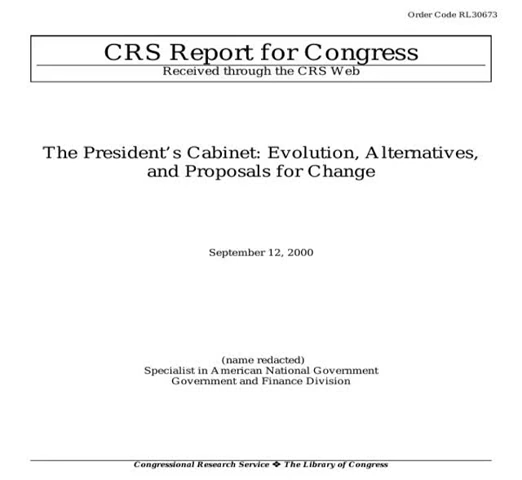 Order Code RL30673
CRS Report for Congress
Received through the CRS Web
The President's Cabinet: Evolution, Alternatives,
and Proposals for Change
September 12, 2000
(name redacted)
Specialist in American National Government
Government and Finance Division
Congressional Research Service ❖ The Library of Congress